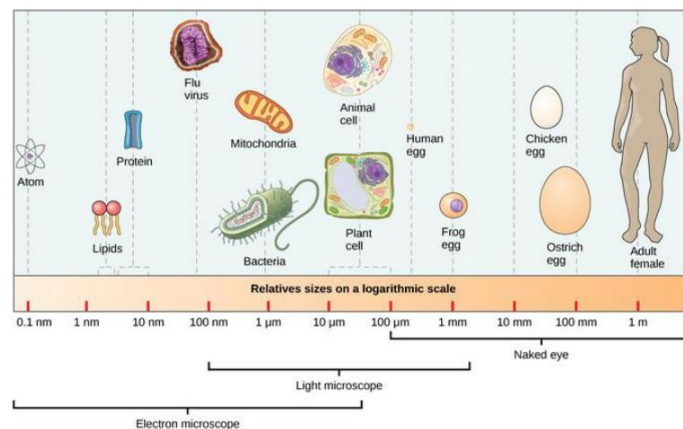 Flu
virus
Animal
cell
Mitochondria
Human
egg
Chicken
egg
Protein
Atom
Lipids
Bacteria
Plant
cell
Frog
egg
Ostrich
egg
Adult
female
Relatives sizes on a logarithmic scale
0.1 nm 1 nm 10 nm 100 nm 1 µm 10 µm 100 µm 1 mm 10 mm 100 mm 1 m
Naked eye
Light microscope
Electron microscope